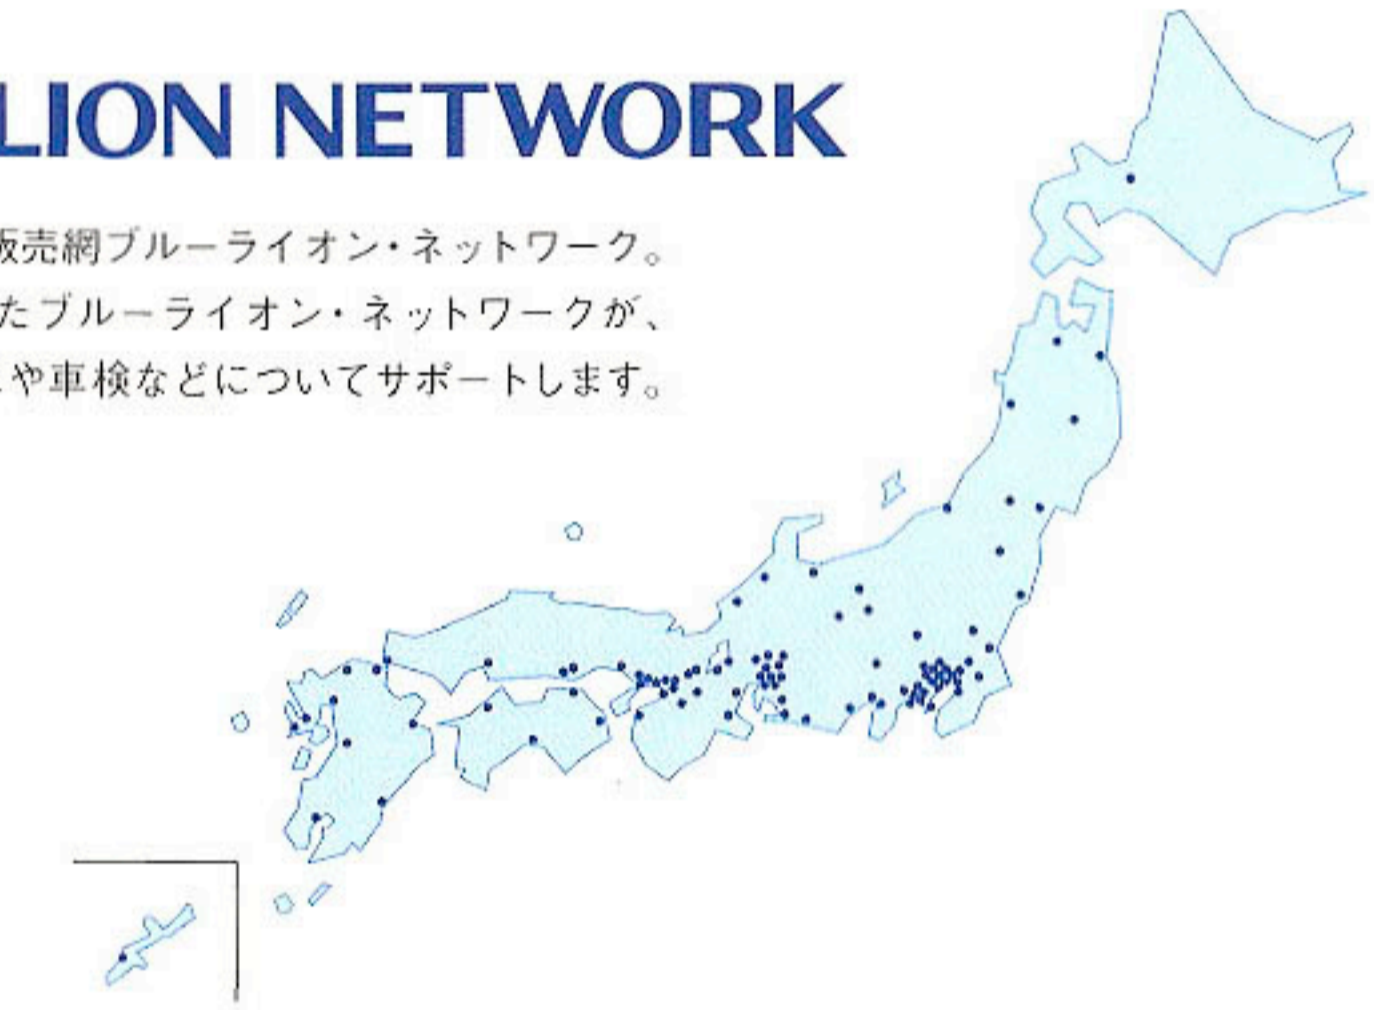 LION NETWORK
販売網ブルーライオン・ネットワーク。
たブルーライオン・ネットワークが、
や車検などについてサポートします。